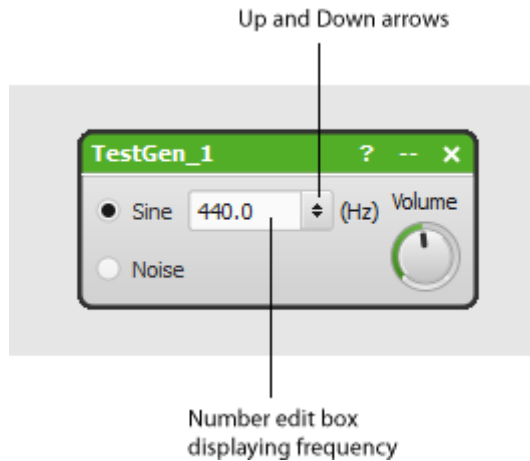 Up and Down arrows
TestGen_1 ? -- x
Sine 440.0 (Hz) Volume
Noise
Number edit box
displaying frequency